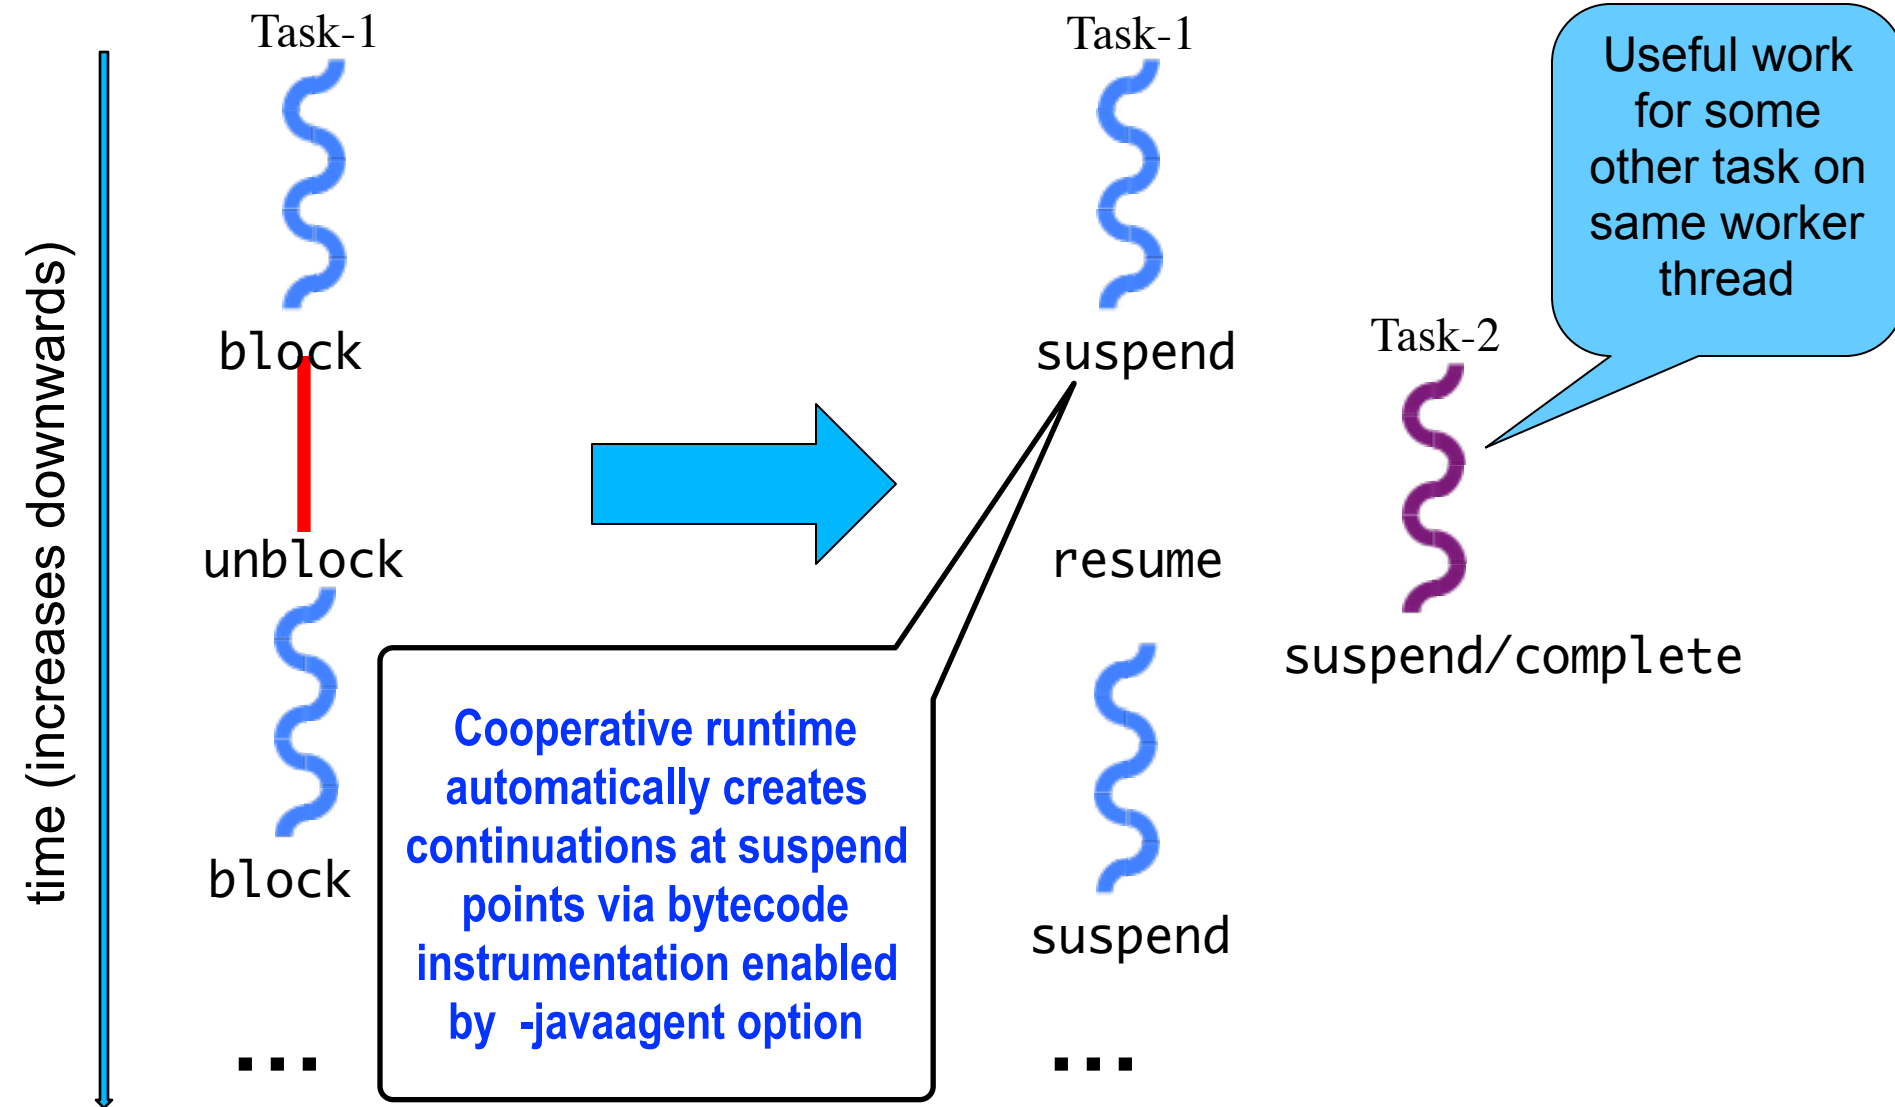 time (increases downwards)
Task-1
block
unblock
block
...
Task-1
suspend
resume
suspend
...
Task-2
suspend/complete
Useful work
for some
other task on
same worker
thread
Cooperative runtime
automatically creates
continuations at suspend
points via bytecode
instrumentation enabled
by -javaagent option